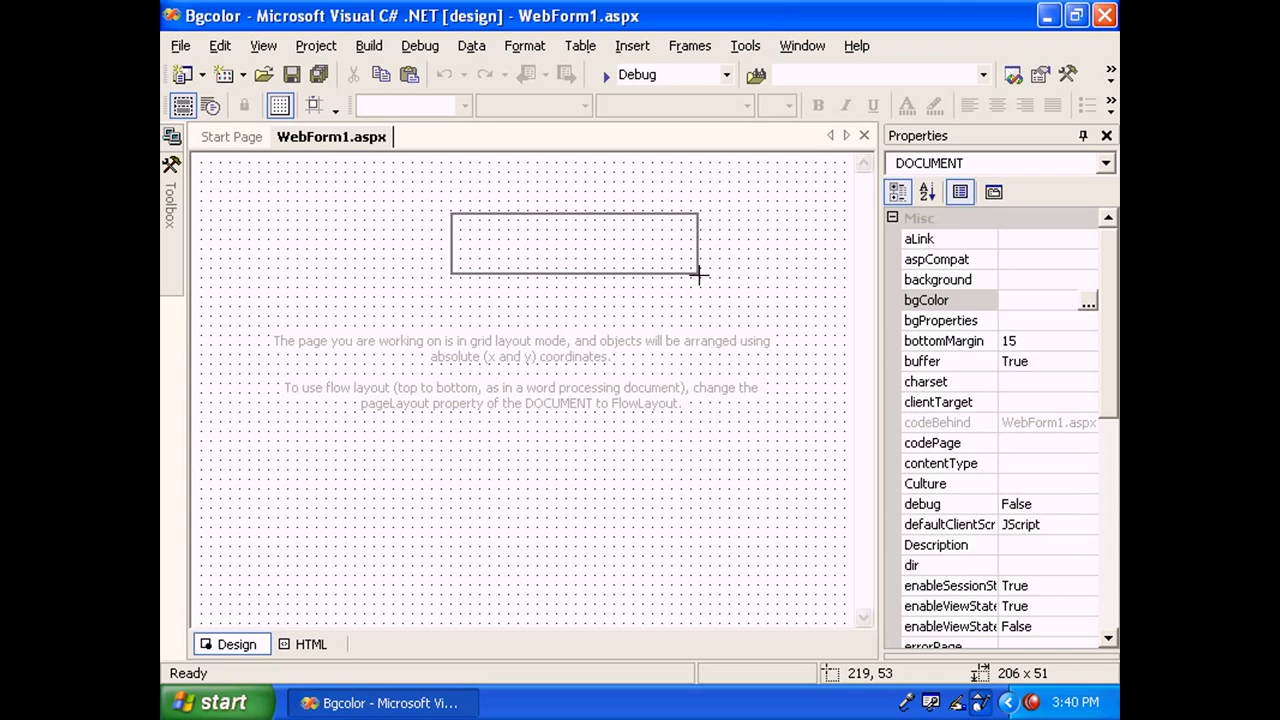 Bgcolor - Microsoft Visual C# .NET [design] - WebForm1.aspx
File Edit View Project Build Debug Data Format Table Insert Frames Tools Window Help
Debug
B I U
Start Page WebForm1.aspx
Toolbox
The page you are working on is in grid layout mode, and objects will be arranged using
absolute (x and y) coordinates.
To use flow layout (top to bottom, as in a word processing document), change the
pageLayout property of the DOCUMENT to FlowLayout.
Properties
DOCUMENT
Misc
aLink
aspCompat
background
bgColor ...
bgProperties
bottomMargin 15
buffer True
charset
clientTarget
codeBehind WebForm1.aspx
codePage
contentType
Culture
debug False
defaultClientScr JScript
Description
dir
enableSessionSt True
enableViewState True
enableViewState False
errorPage
Design HTML
Ready 219, 53 206 x 51
start Bgcolor - Microsoft Vi... 3:40 PM